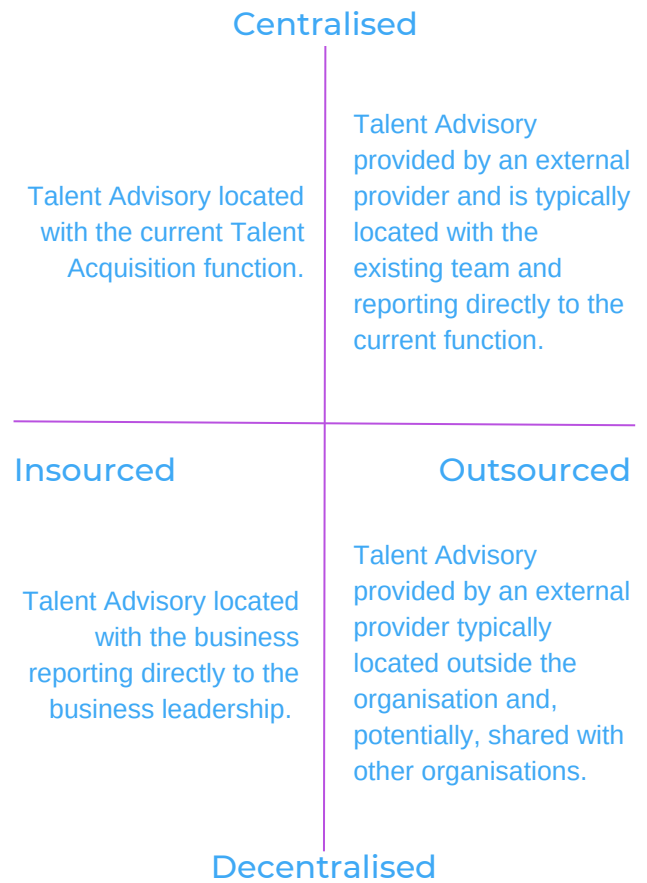 Centralised
Talent Advisory located
with the current Talent
Acquisition function.
Talent Advisory
provided by an external
provider and is typically
located with the
existing team and
reporting directly to the
current function.
Insourced
Outsourced
Talent Advisory located
with the business
reporting directly to the
business leadership.
Talent Advisory
provided by an external
provider typically
located outside the
organisation and,
potentially, shared with
other organisations.
Decentralised